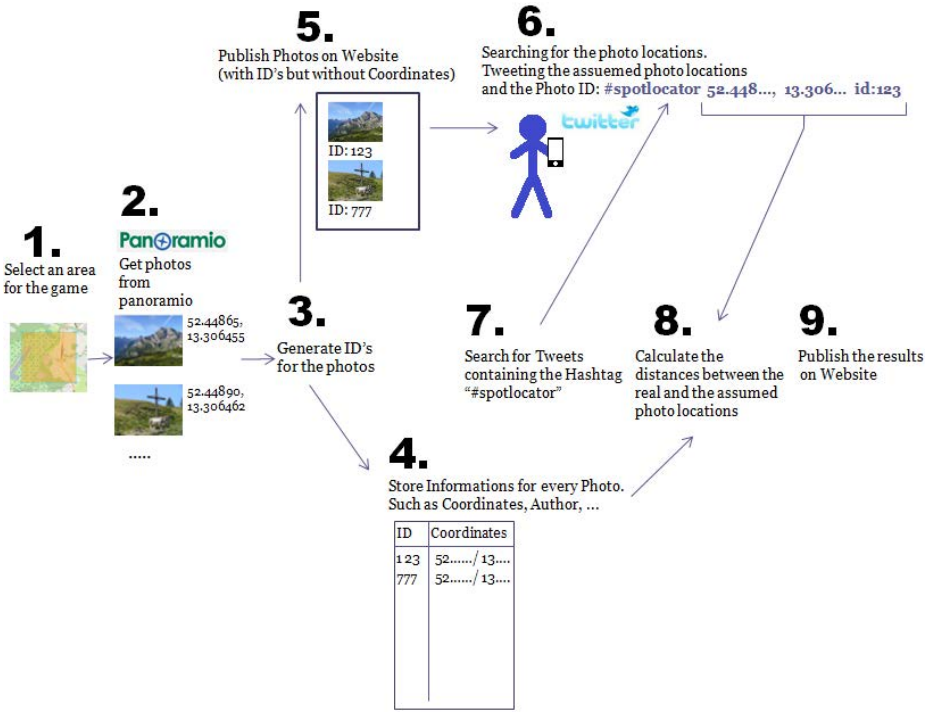 1.
Select an area
for the game
2.
Panoramio
Get photos
from
panoramio
52.44865,
13.306455
52.44890,
13.306462
.....
3.
Generate ID's
for the photos
4.
Store Informations for every Photo.
Such as Coordinates, Author, ...
ID Coordinates
123 52....../ 13....
777 52....../ 13....
5.
Publish Photos on Website
(with ID's but without Coordinates)
ID: 123
ID: 777
6.
Searching for the photo locations.
Tweeting the assuemed photo locations
and the Photo ID: #spotlocator 52.448..., 13.306... id:123
twitter
7.
Search for Tweets
containing the Hashtag
“#spotlocator”
8.
Calculate the
distances between the
real and the assumed
photo locations
9.
Publish the results
on Website